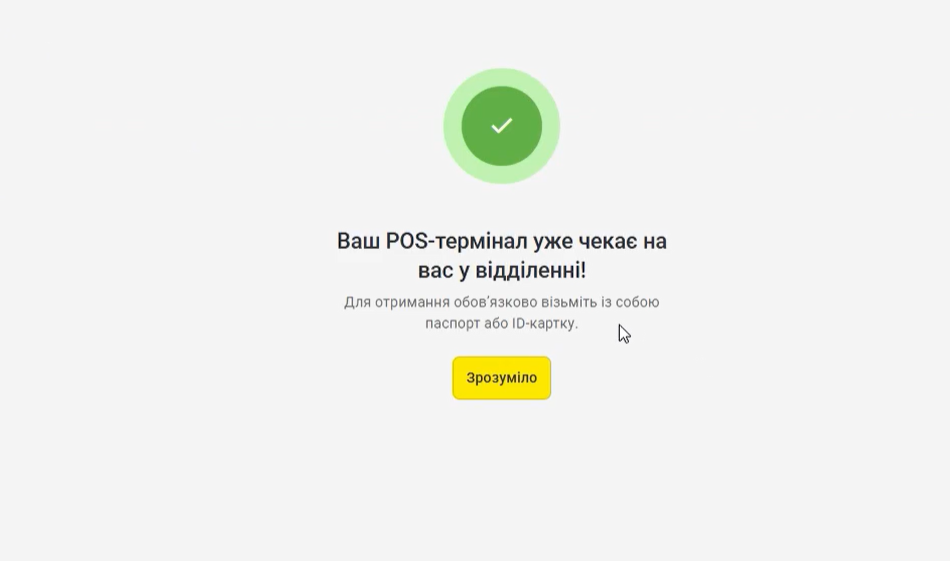 Ваш POS-термінал уже чекає на
вас у відділенні!
Для отримання обов’язково візьміть із собою
паспорт або ID-картку.
Зрозуміло